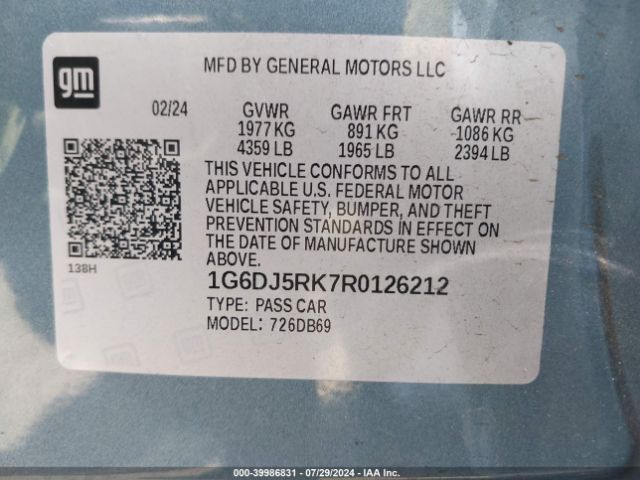 gm
MFD BY GENERAL MOTORS LLC
02/24 GVWR GAWR FRT GAWR RR
1977 KG 891 KG 1086 KG
4359 LB 1965 LB 2394 LB
THIS VEHICLE CONFORMS TO ALL
APPLICABLE U.S. FEDERAL MOTOR
VEHICLE SAFETY, BUMPER, AND THEFT
PREVENTION STANDARDS IN EFFECT ON
THE DATE OF MANUFACTURE SHOWN
ABOVE.
138H
1G6DJ5RK7R0126212
TYPE: PASS CAR
MODEL: 726DB69
000-39986831 - 07/29/2024 - IAA Inc.